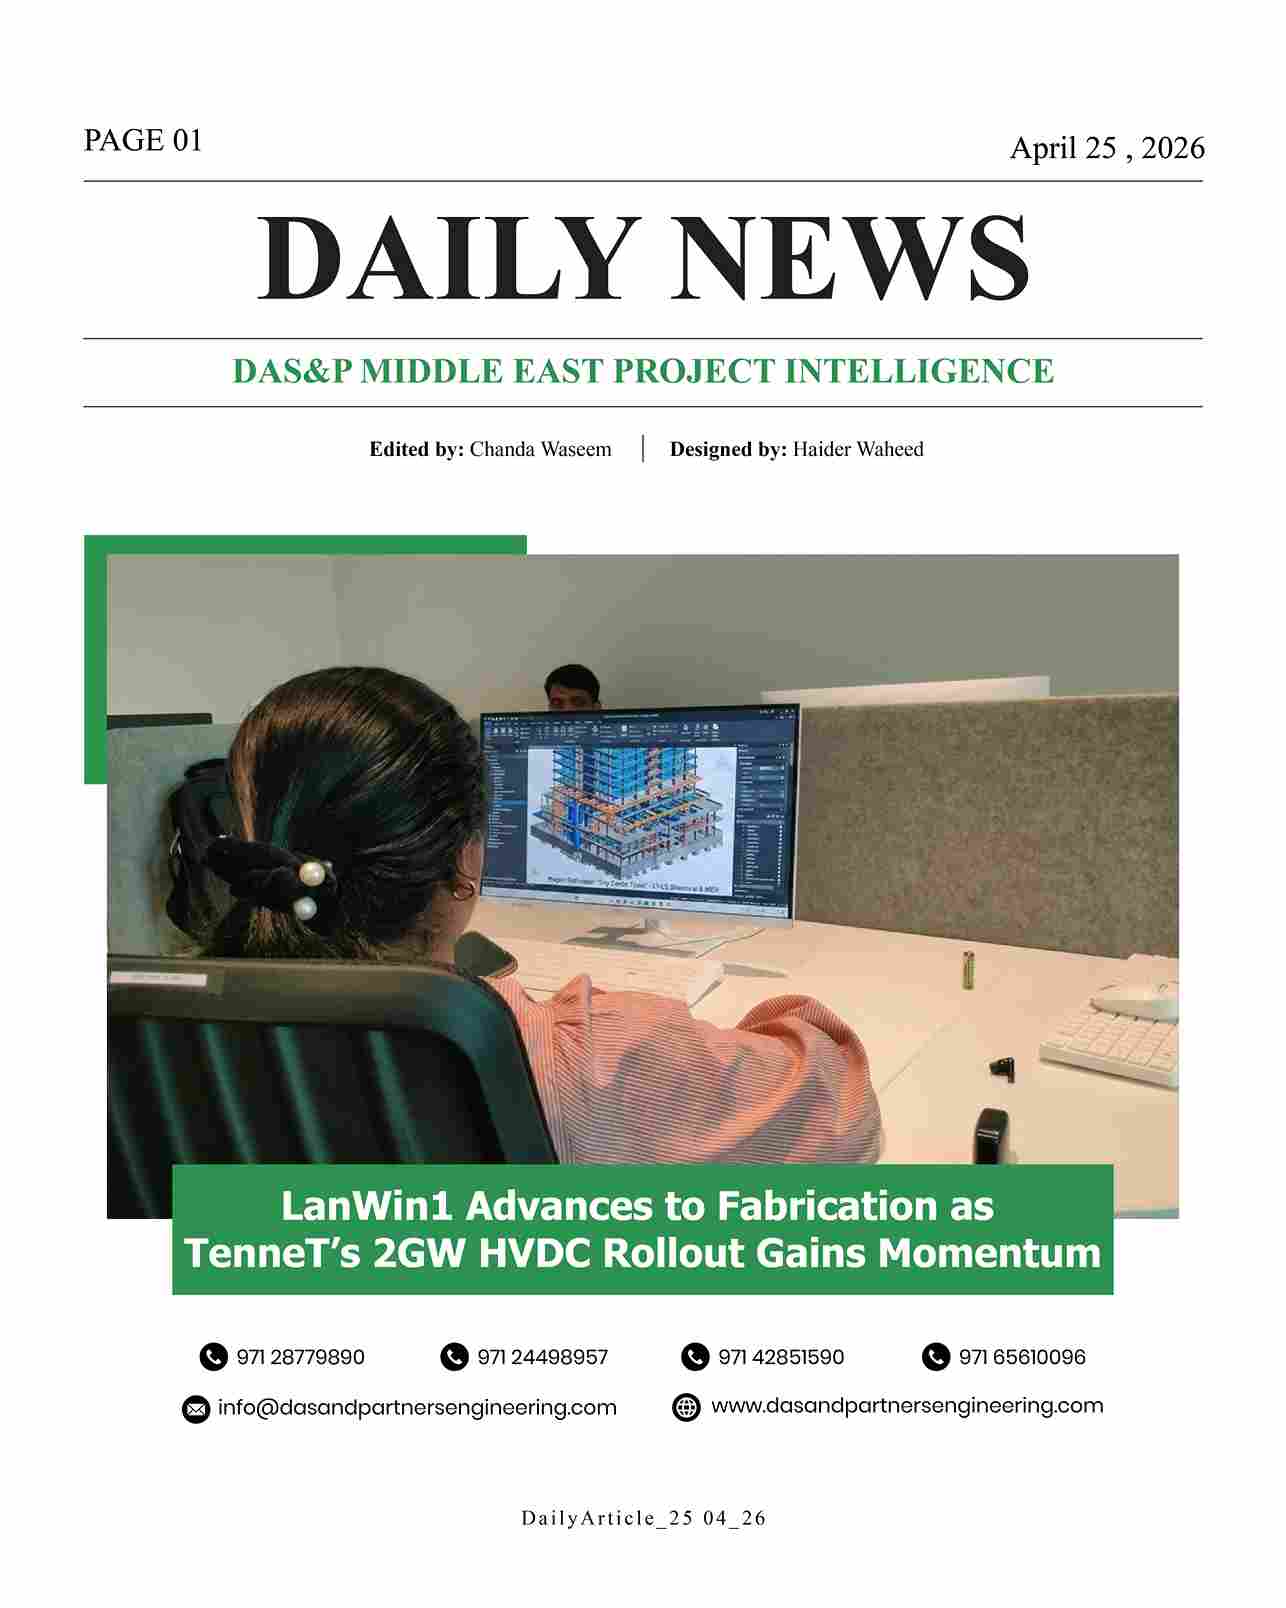 PAGE 01
April 25 , 2026
DAILY NEWS
DAS&P MIDDLE EAST PROJECT INTELLIGENCE
Edited by: Chanda Waseem
Designed by: Haider Waheed
LanWin1 Advances to Fabrication as
TenneT’s 2GW HVDC Rollout Gains Momentum
971 28779890
971 24498957
971 42851590
971 65610096
info@dasandpartnersengineering.com
www.dasandpartnersengineering.com
DailyArticle_25 04_26